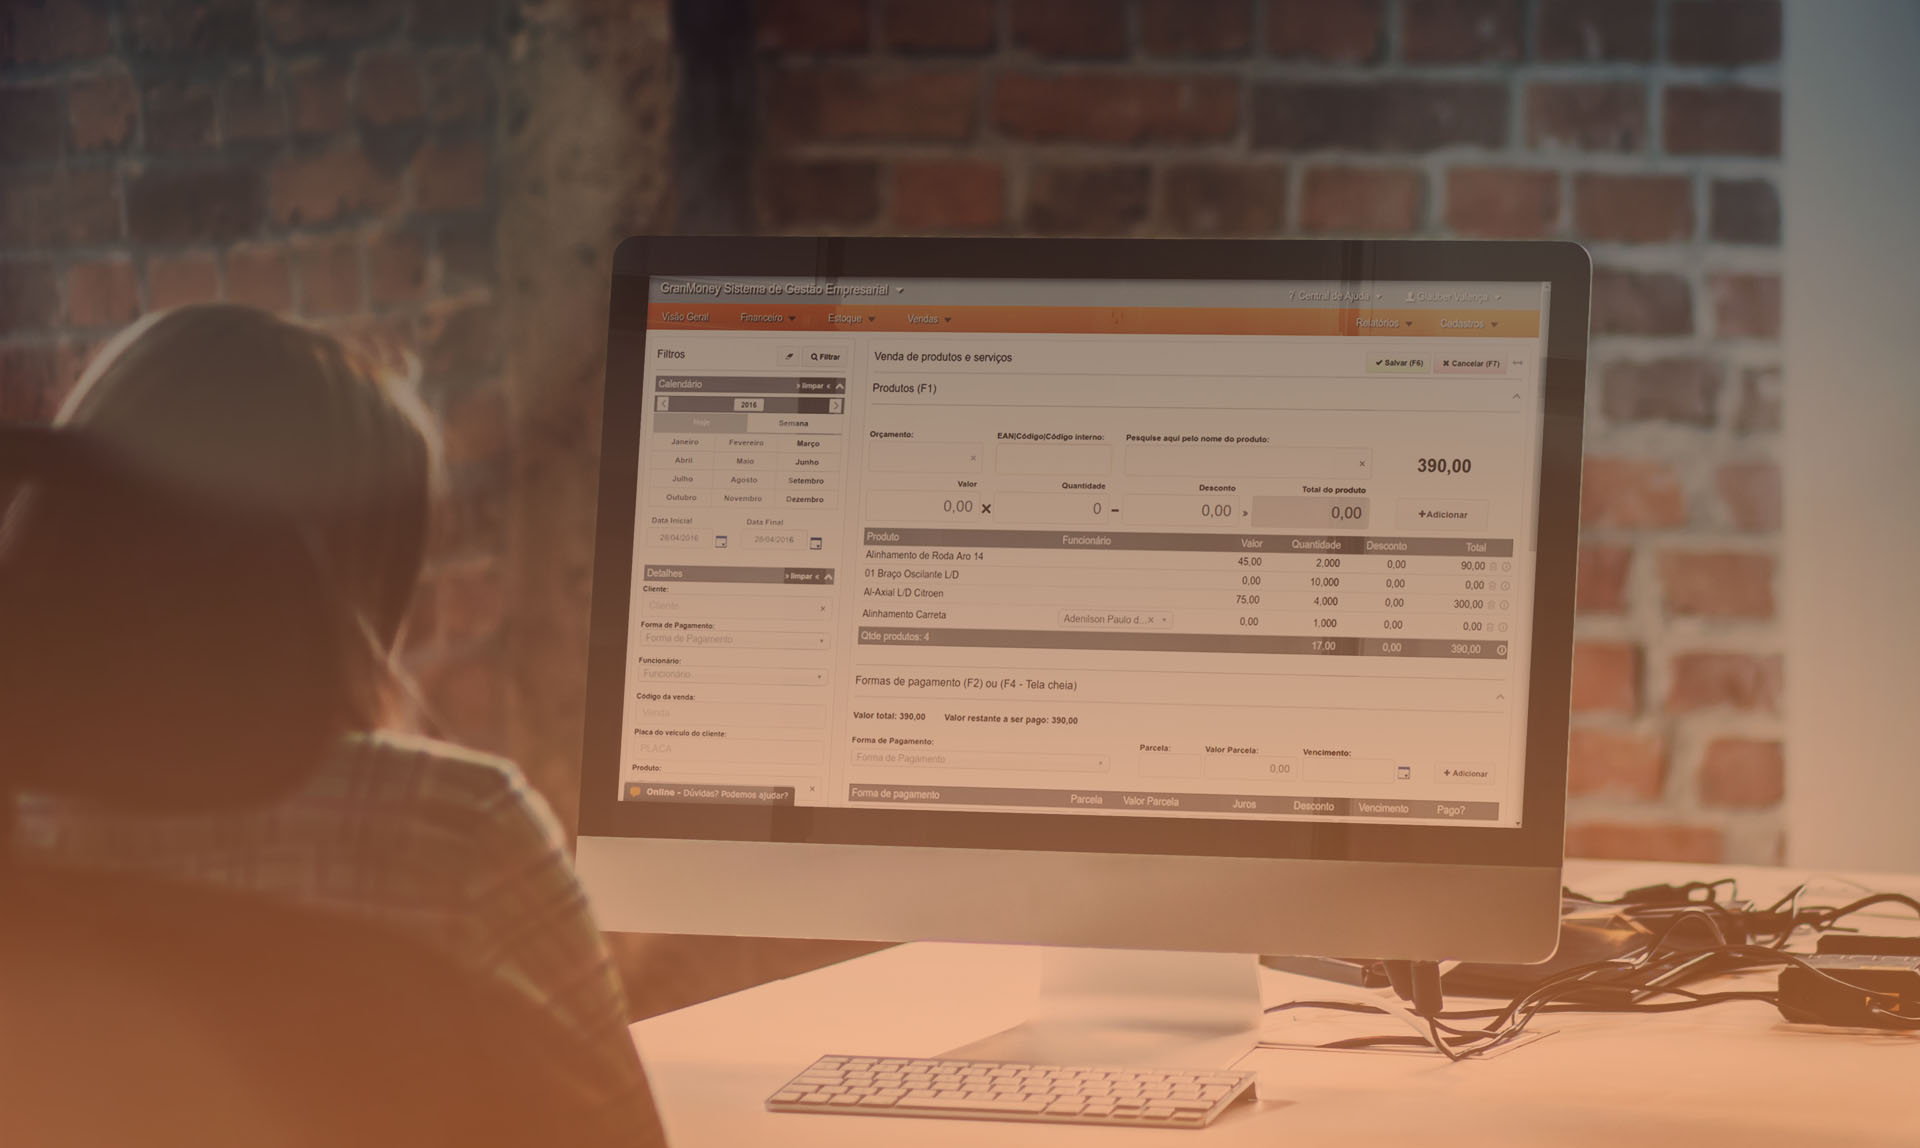 GranMoney Sistema de Gestão Empresarial
? Central de Ajuda
Glauber Valença
Visão Geral Financeiro Estoque Vendas Relatórios Cadastros
Filtros
Filtrar
Calendário » limpar «
2016
Hoje Semana
Janeiro Fevereiro Março
Abril Maio Junho
Julho Agosto Setembro
Outubro Novembro Dezembro
Data Inicial Data Final
28/04/2016 28/04/2016
Detalhes » limpar «
Cliente:
Cliente ×
Forma de Pagamento:
Forma de Pagamento
Funcionário:
Funcionário
Código da venda:
Venda
Placa do veículo do cliente:
PLACA
Produto:
×
Online - Dúvidas? Podemos ajudar?
Venda de produtos e serviços
✔ Salvar (F6) ✖ Cancelar (F7)
Produtos (F1)
Orçamento: EAN|Código|Código interno: Pesquise aqui pelo nome do produto:
× × 390,00
Valor Quantidade Desconto Total do produto
0,00 × 0 – 0,00 » 0,00 +Adicionar
Produto Funcionário Valor Quantidade Desconto Total
Alinhamento de Roda Aro 14 45,00 2,000 0,00 90,00
01 Braço Oscilante L/D 0,00 10,000 0,00 0,00
Al-Axial L/D Citroen 75,00 4,000 0,00 300,00
Alinhamento Carreta Adenilson Paulo d...× 0,00 1,000 0,00 0,00
Qtde produtos: 4 17,00 0,00 390,00
Formas de pagamento (F2) ou (F4 - Tela cheia)
Valor total: 390,00 Valor restante a ser pago: 390,00
Forma de Pagamento: Parcela: Valor Parcela: Vencimento:
Forma de Pagamento 0,00 + Adicionar
Forma de pagamento Parcela Valor Parcela Juros Desconto Vencimento Pago?